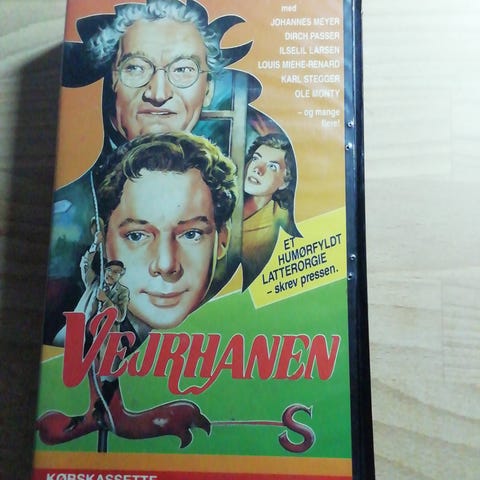 med
JOHANNES MEYER
DIRCH PASSER
ILSELIL LARSEN
LOUIS MIEHE-RENARD
KARL STEGGER
OLE MONTY
– og mange
flere!
ET
HUMØRFYLDT
LATTERORGIE
– skrev pressen.
VEJRHANEN
S
KØBSKASSETTE